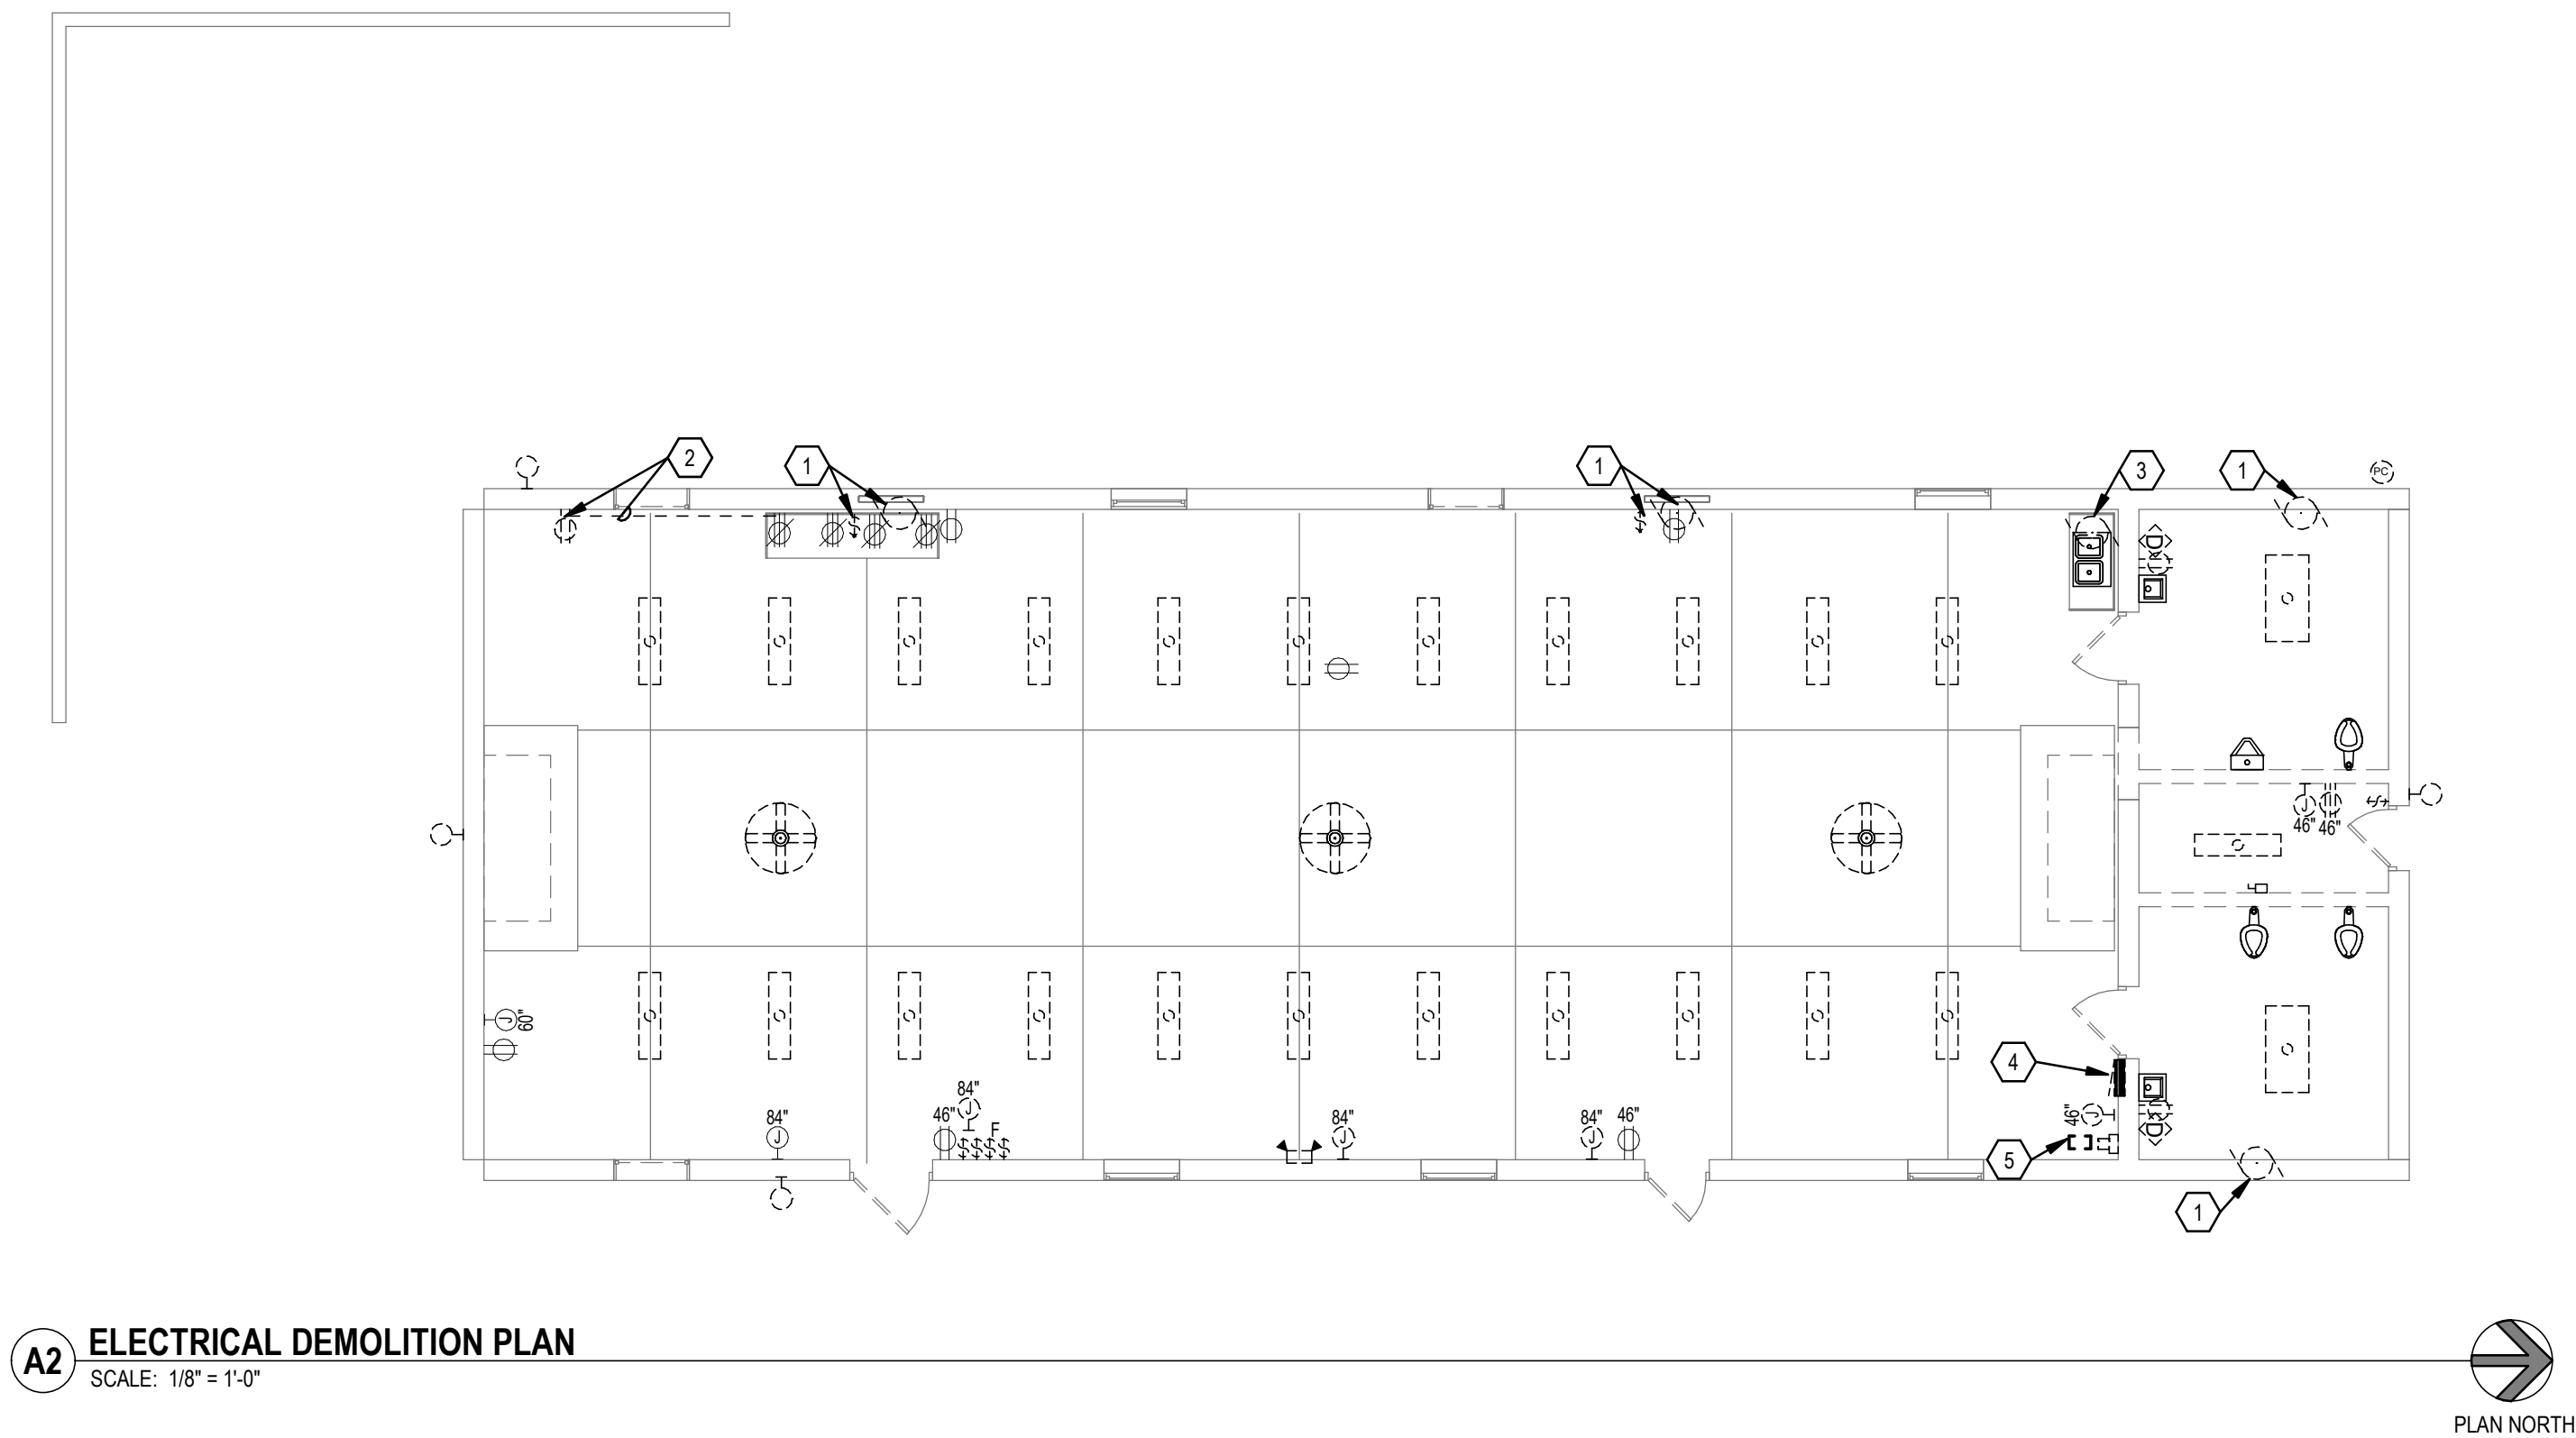 2
1
1
3
1
PC
D
J
46"
46"
J
60"
4
84"
J
84"
J
46"
F
84"
J
84"
J
46"
46"
J
D
5
1
A2
ELECTRICAL DEMOLITION PLAN
SCALE: 1/8" = 1'-0"
PLAN NORTH